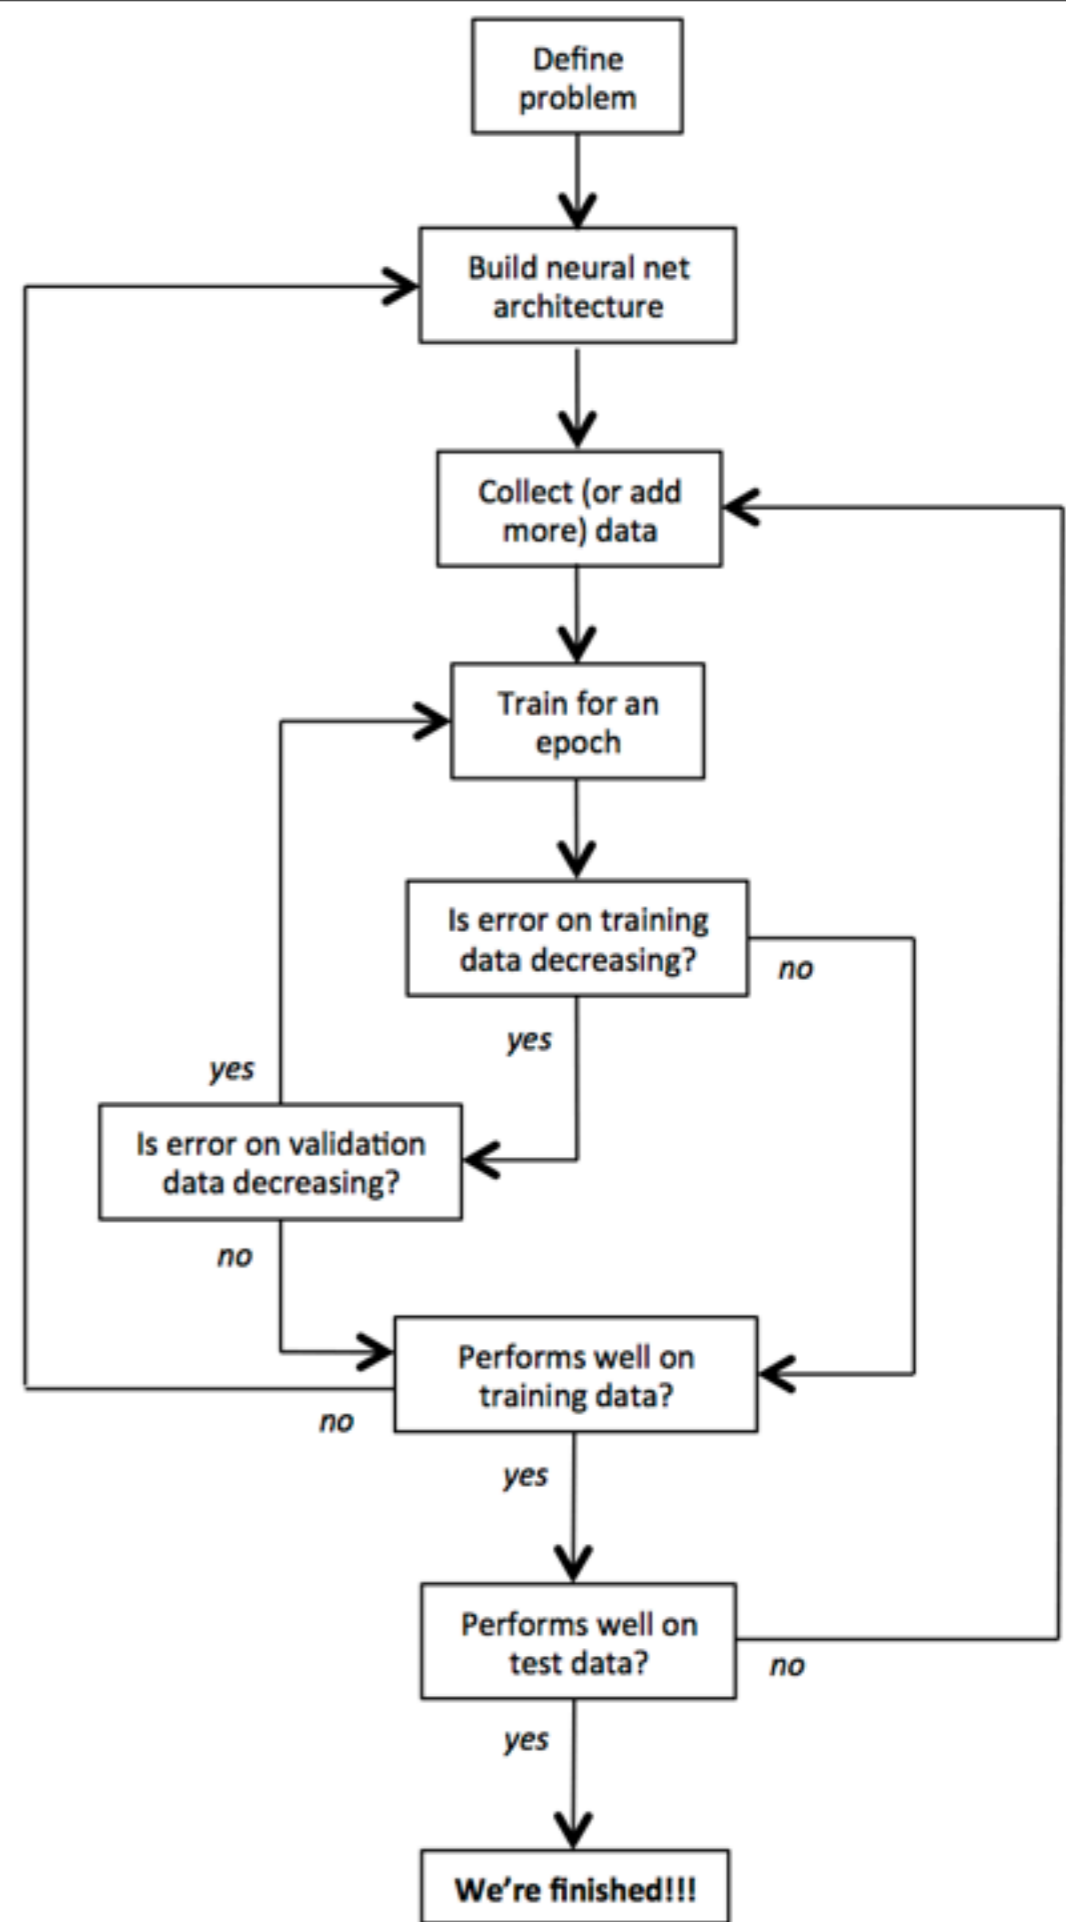 Define
problem
Build neural net
architecture
Collect (or add
more) data
Train for an
epoch
Is error on training
data decreasing?
no
yes
yes
Is error on validation
data decreasing?
no
Performs well on
training data?
no
yes
Performs well on
test data?
no
yes
We're finished!!!